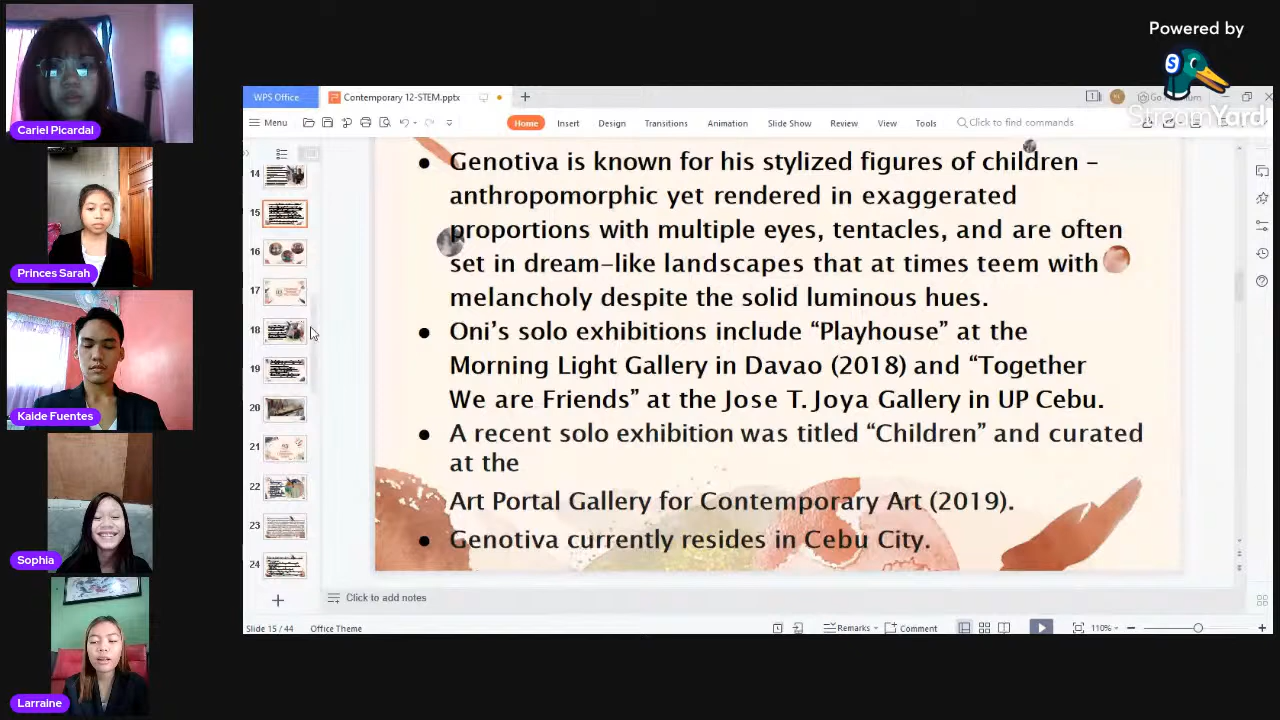 Powered by
StreamYard
Cariel Picardal
Princes Sarah
Kalde Fuentes
Sophia
Larraine
WPS Office
Contemporary 12-STEM.pptx
Go Premium
Menu
Home
Insert
Design
Transitions
Animation
Slide Show
Review
View
Tools
Click to find commands
14
15
16
17
18
19
20
21
22
23
24
• Genotiva is known for his stylized figures of children –
anthropomorphic yet rendered in exaggerated
proportions with multiple eyes, tentacles, and are often
set in dream-like landscapes that at times teem with
melancholy despite the solid luminous hues.
• Oni’s solo exhibitions include “Playhouse” at the
Morning Light Gallery in Davao (2018) and “Together
We are Friends” at the Jose T. Joya Gallery in UP Cebu.
• A recent solo exhibition was titled “Children” and curated
at the
Art Portal Gallery for Contemporary Art (2019).
• Genotiva currently resides in Cebu City.
Click to add notes
Slide 15 / 44
Office Theme
Remarks
Comment
110%